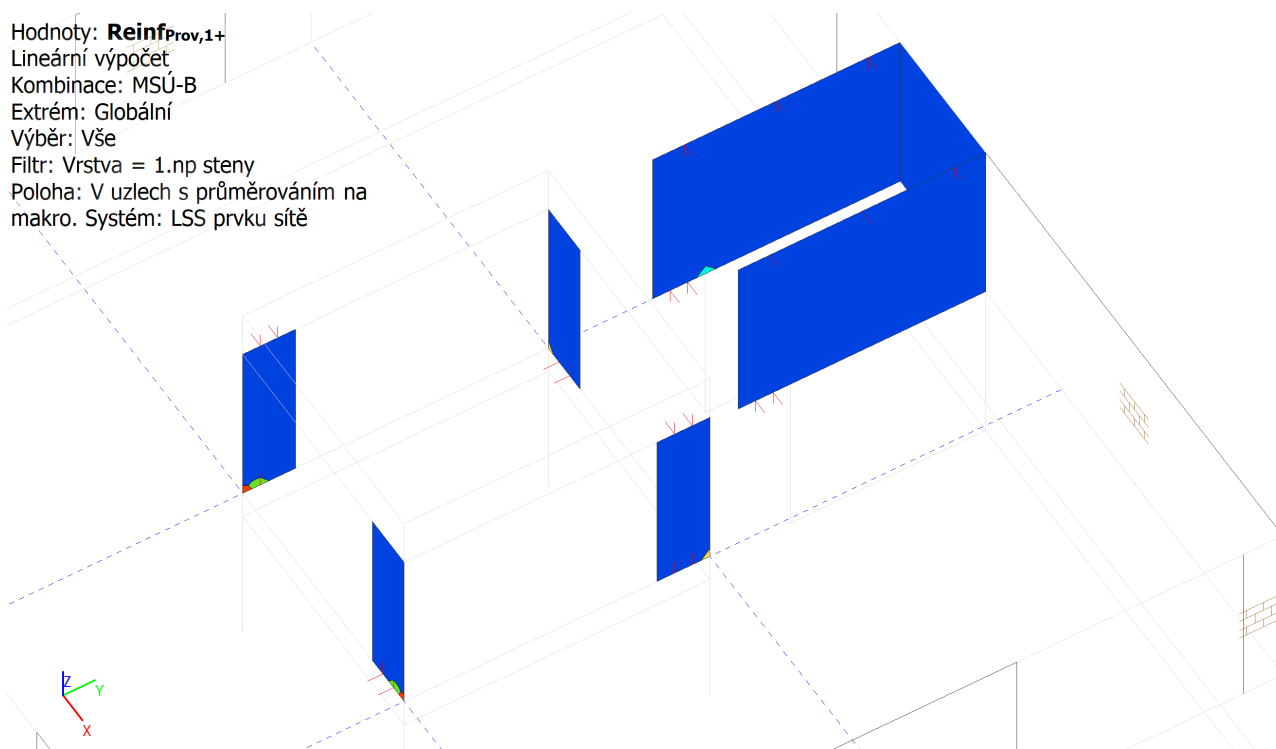 Hodnoty: ReinfProv,1+
Lineární výpočet
Kombinace: MSÚ-B
Extrém: Globální
Výběr: Vše
Filtr: Vrstva = 1.np steny
Poloha: V uzlech s průměrováním na
makro. Systém: LSS prvku sítě
Z
Y
X